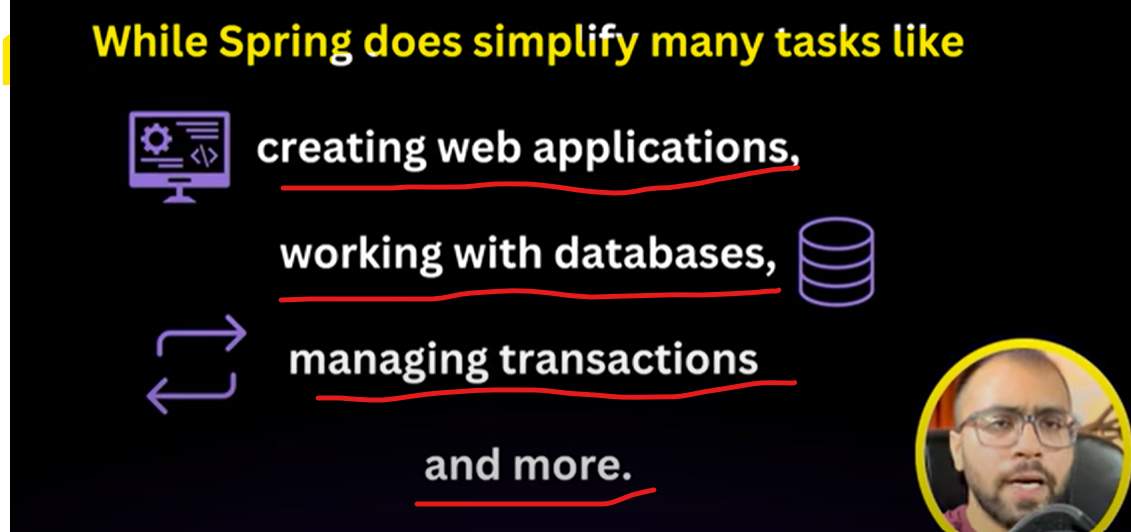 While Spring does simplify many tasks like
creating web applications,
working with databases,
managing transactions
and more.